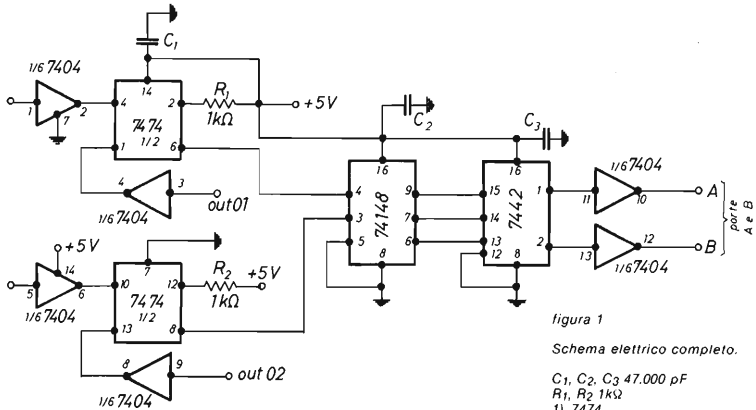 C1
1/6 7404
1
2
7
4
14
2
7474
1/2
1
6
R1
1kΩ
+5V
4
3
1/6 7404
out01
C2
C3
16
4
3
5
74148
9
7
6
8
16
15
14
13
12
7442
1
2
8
1/6 7404
11
10
A
13
12
B
1/6 7404
porte
A e B
+5V
14
5
6
1/6 7404
7
10
12
7474
1/2
13
8
R2
1kΩ
+5V
8
9
1/6 7404
out 02
figura 1
Schema elettrico completo.
C1, C2, C3 47.000 pF
R1, R2 1kΩ